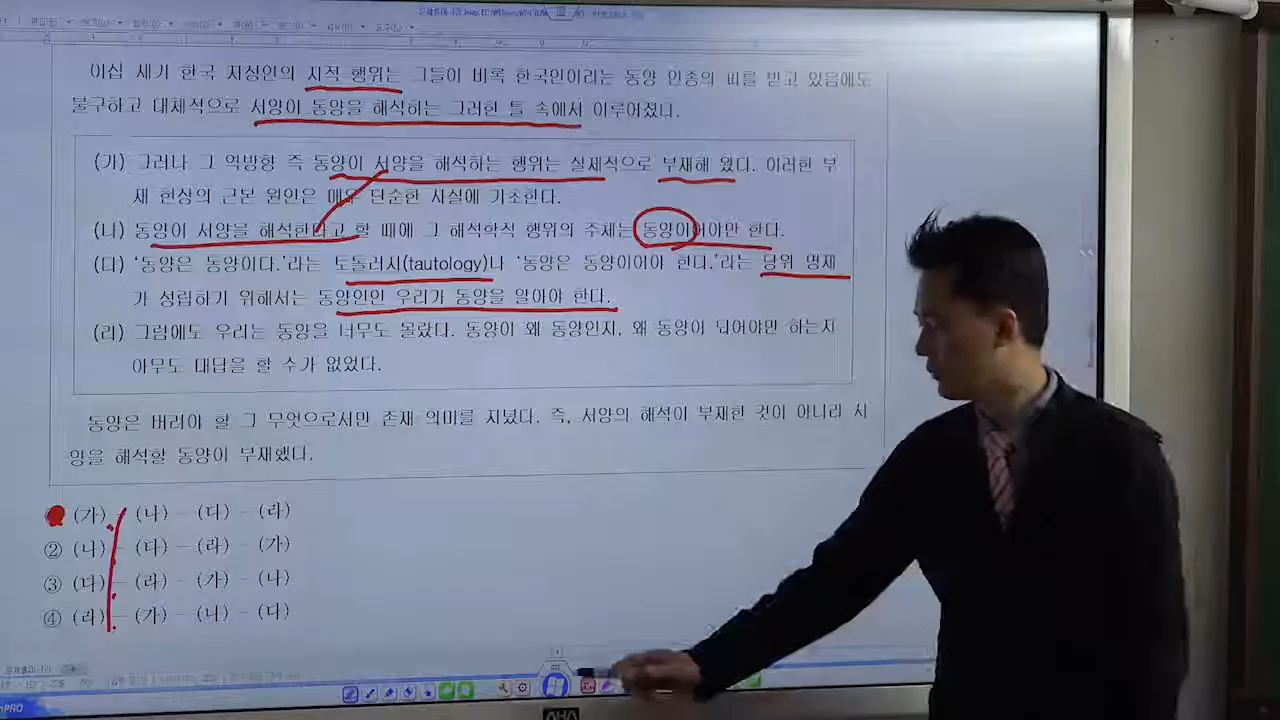 이십 세기 한국 지성인의 지적 행위는 그들이 비록 한국인이라는 동양 인종의 피를 받고 있음에도
불구하고 대체적으로 서양이 동양을 해석하는 그러한 틀 속에서 이루어졌다.
(가) 그러나 그 역방향 즉 동양이 서양을 해석하는 행위는 실제적으로 부재해 왔다. 이러한 부
재 현상의 근본 원인은 매우 단순한 사실에 기초한다.
(나) 동양이 서양을 해석한다고 할 때에 그 해석학적 행위의 주체는 동양이어야만 한다.
(다) '동양은 동양이다.'라는 토톨러지(tautology)나 '동양은 동양이어야 한다.'라는 당위 명제
가 성립하기 위해서는 동양인인 우리가 동양을 알아야 한다.
(라) 그럼에도 우리는 동양을 너무도 몰랐다. 동양이 왜 동양인지, 왜 동양이 되어야만 하는지
아무도 대답을 할 수가 없었다.
동양은 버려야 할 그 무엇으로서만 존재 의미를 지녔다. 즉, 서양의 해석이 부재한 것이 아니라 서
양을 해석할 동양이 부재했다.
(가) - (나) - (다) - (라)
② (나) - (다) - (라) - (가)
③ (다) - (라) - (가) - (나)
④ (라) - (가) - (나) - (다)